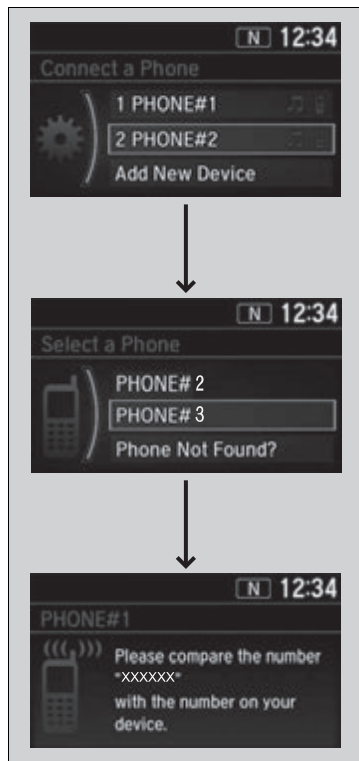 N 12:34
Connect a Phone
1 PHONE#1
2 PHONE#2
Add New Device
N 12:34
Select a Phone
PHONE# 2
PHONE# 3
Phone Not Found?
N 12:34
PHONE#1
Please compare the number
"XXXXXX"
with the number on your
device.